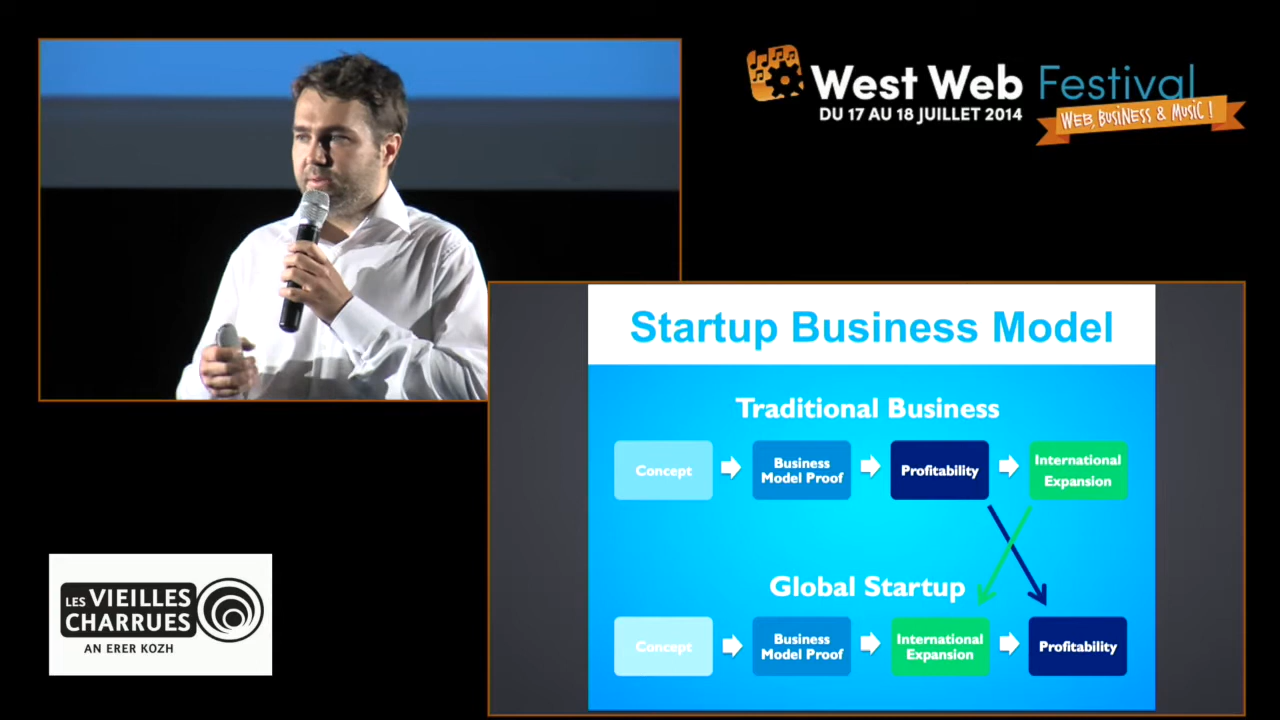 West Web Festival
DU 17 AU 18 JUILLET 2014
WEB, BUSINESS & MUSIC !
Startup Business Model
Traditional Business
Concept
Business
Model Proof
Profitability
International
Expansion
Global Startup
Concept
Business
Model Proof
International
Expansion
Profitability
LES VIEILLES
CHARRUES
AN ERER KOZH